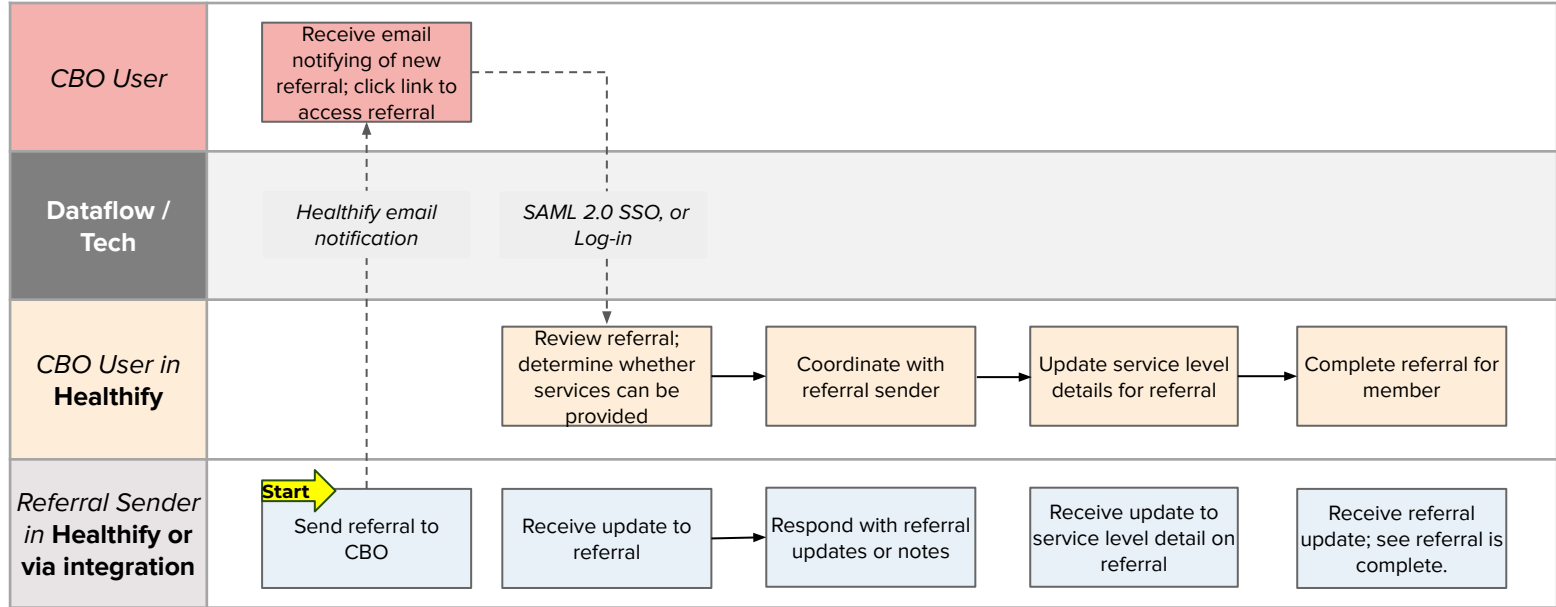 CBO User
Receive email
notifying of new
referral; click link to
access referral
Dataflow /
Tech
Healthify email
notification
SAML 2.0 SSO, or
Log-in
CBO User in
Healthify
Review referral;
determine whether
services can be
provided
Coordinate with
referral sender
Update service level
details for referral
Complete referral for
member
Referral Sender
in Healthify or
via integration
Start
Send referral to
CBO
Receive update to
referral
Respond with referral
updates or notes
Receive update to
service level detail on
referral
Receive referral
update; see referral is
complete.